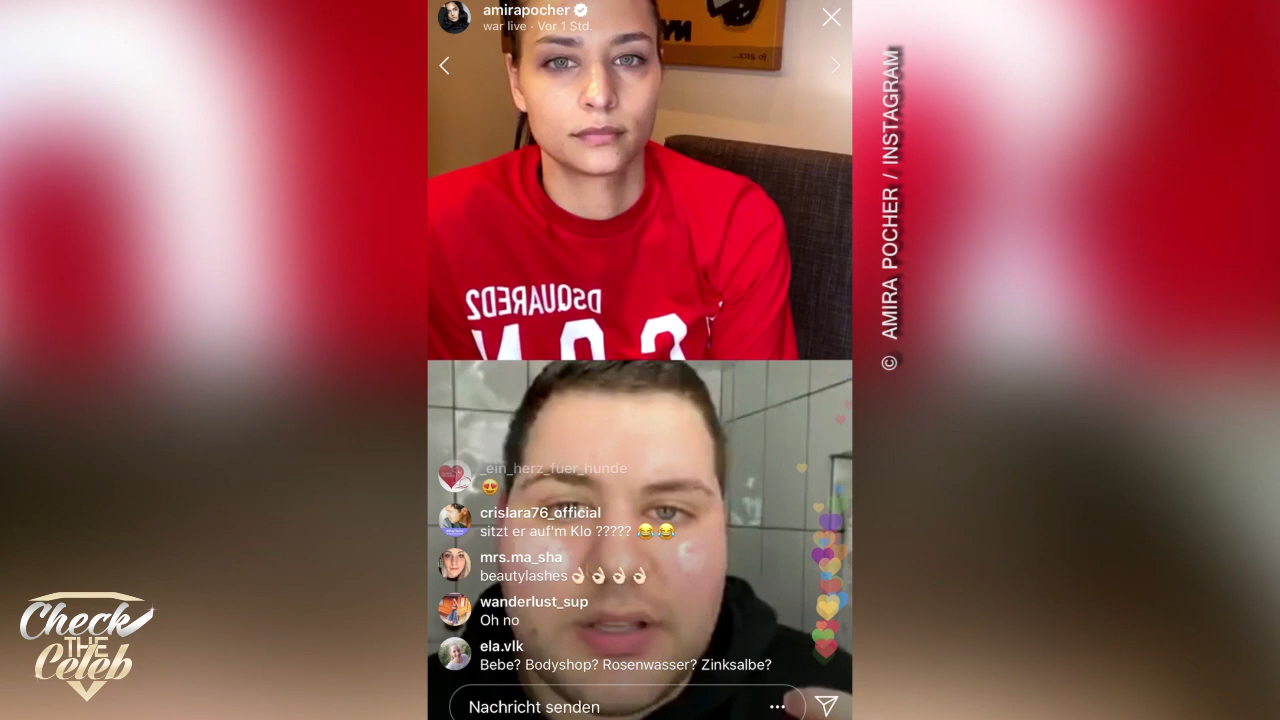 amirapocher
war live · Vor 1 Std.
DSQUARED2
ICON
_ein_herz_fuer_hunde
😍
crislara76_official
sitzt er auf'm Klo ????? 😂 😂
mrs.ma_sha
beautylashes👌🏻👌🏻👌🏻👌🏻
wanderlust_sup
Oh no
ela.vlk
Bebe? Bodyshop? Rosenwasser? Zinksalbe?
Nachricht senden
© AMIRA POCHER / INSTAGRAM
Check
THE
Celeb